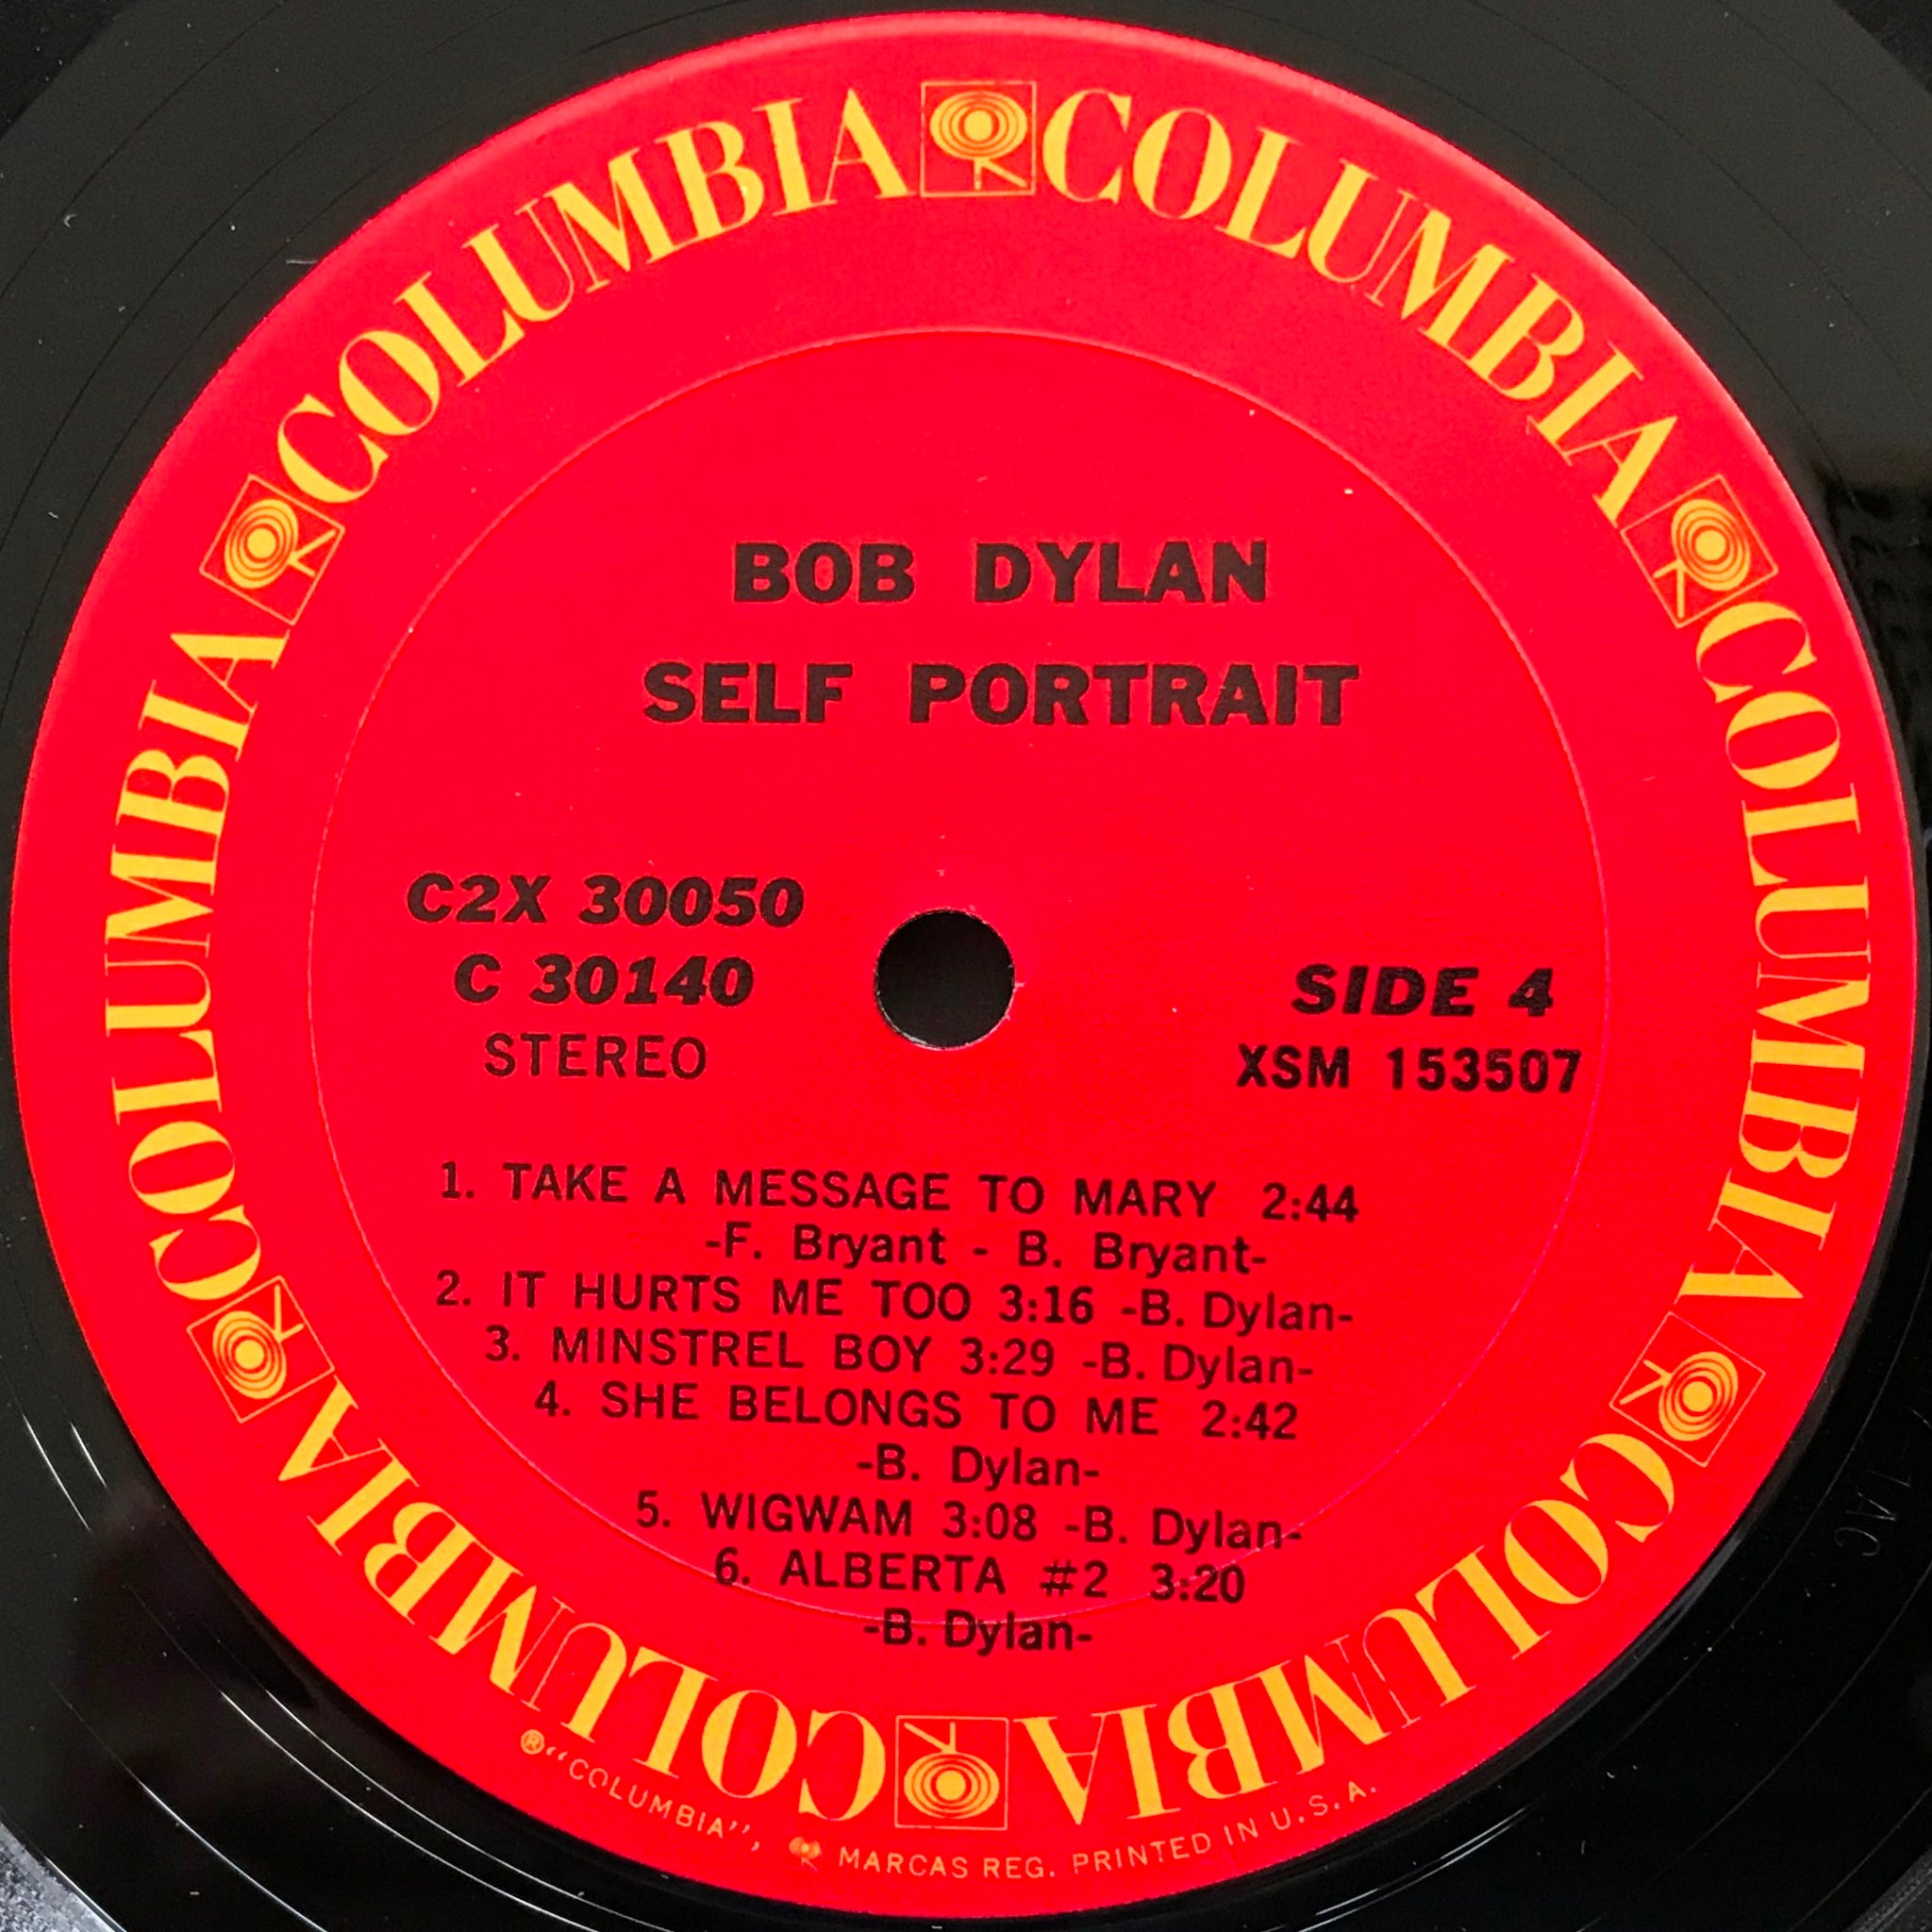 COLUMBIA COLUMBIA COLUMBIA COLUMBIA COLUMBIA COLUMBIA
BOB DYLAN
SELF PORTRAIT
C2X 30050
C 30140
STEREO
SIDE 4
XSM 153507
1. TAKE A MESSAGE TO MARY 2:44
-F. Bryant - B. Bryant-
2. IT HURTS ME TOO 3:16 -B. Dylan-
3. MINSTREL BOY 3:29 -B. Dylan-
4. SHE BELONGS TO ME 2:42
-B. Dylan-
5. WIGWAM 3:08 -B. Dylan-
6. ALBERTA #2 3:20
-B. Dylan-
® "COLUMBIA", MARCAS REG. PRINTED IN U.S.A.